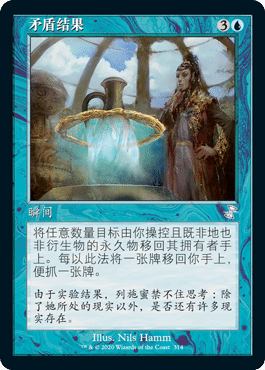 矛盾结果 3
瞬间
将任意数量目标由你操控且既非地也
非衍生物的永久物移回其拥有者手
上。每以此法将一张牌移回你手上，
便抓一张牌。
由于实验结果，列施蜜禁不住思考：除
了她所处的现实以外，是否还有许多现
实存在。
Illus. Nils Hamm
™ & © 2020 Wizards of the Coast 314